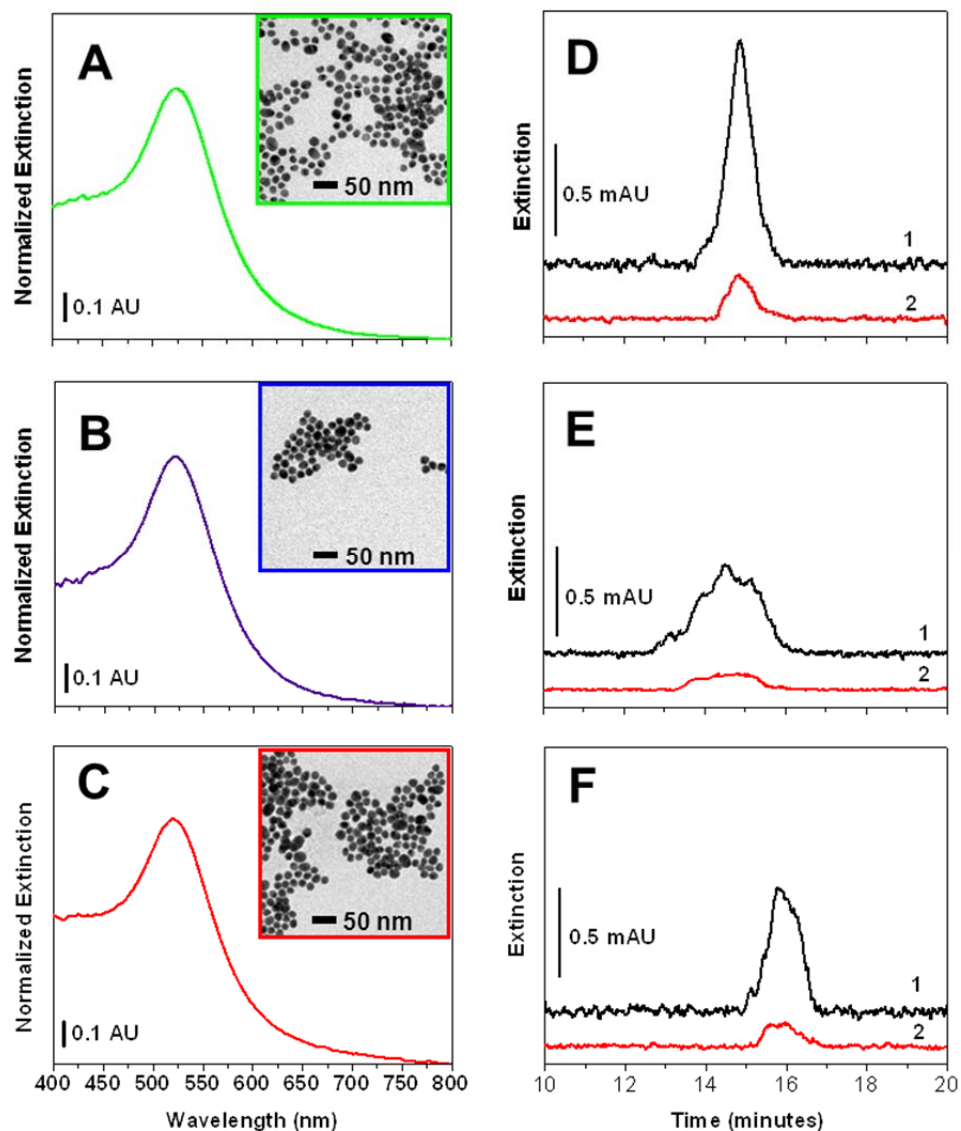 A
Normalized Extinction
0.1 AU
50 nm
B
Normalized Extinction
0.1 AU
50 nm
C
Normalized Extinction
0.1 AU
50 nm
400 450 500 550 600 650 700 750 800
Wavelength (nm)
D
Extinction
0.5 mAU
1
2
E
Extinction
0.5 mAU
1
2
F
Extinction
0.5 mAU
1
2
10 12 14 16 18 20
Time (minutes)